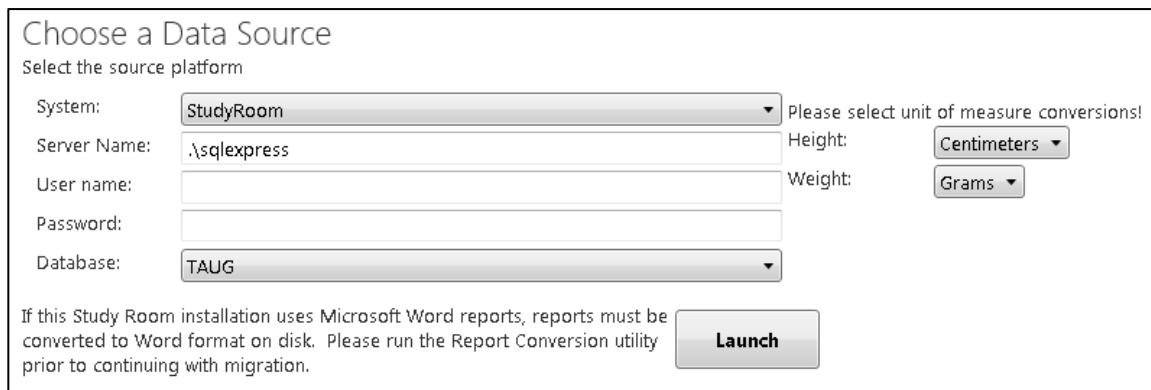 Choose a Data Source
Select the source platform
System: StudyRoom Please select unit of measure conversions!
Server Name: .\sqlexpress Height: Centimeters
User name: Weight: Grams
Password:
Database: TAUG
If this Study Room installation uses Microsoft Word reports, reports must be
converted to Word format on disk. Please run the Report Conversion utility
prior to continuing with migration.
Launch